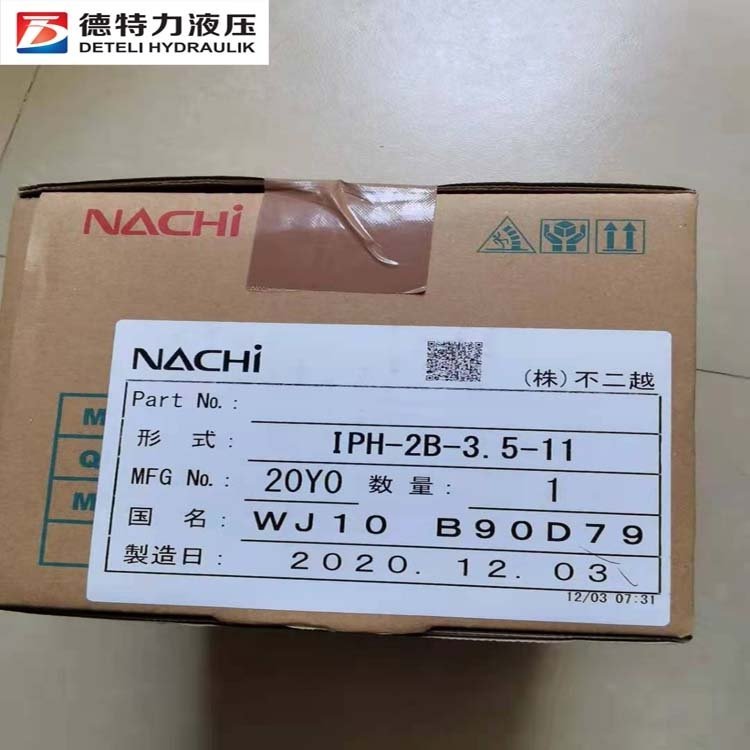 德特力液压
DETELI HYDRAULIK
NACHi
NACHi
(株)不二越
Part No.:
形 式: IPH-2B-3.5-11
MFG No.: 20Y0 数量: 1
国 名: WJ10 B90D79
製造日: 2020.12.03
12/03 07:31
M
Q
M